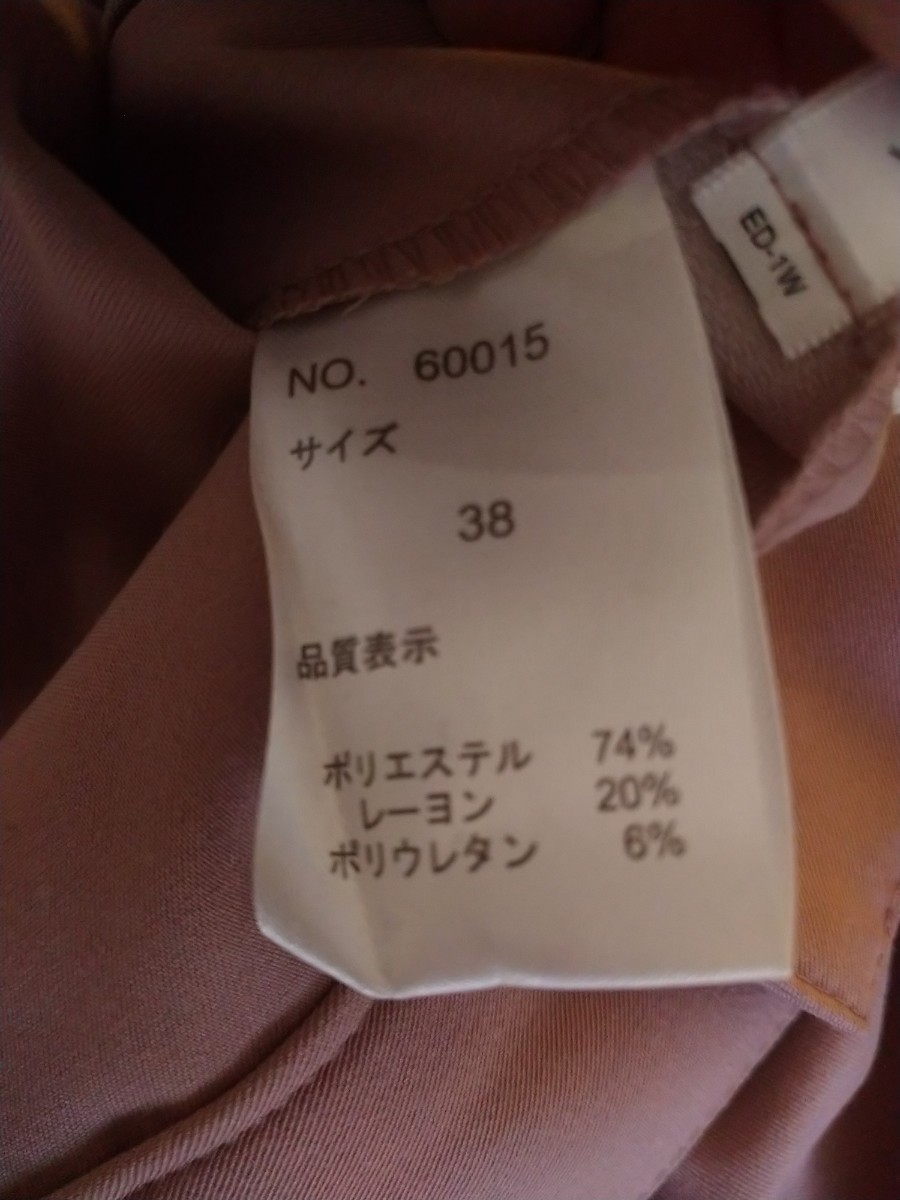 NO. 60015
サイズ
38
品質表示
ポリエステル 74%
レーヨン 20%
ポリウレタン 6%
ED-1W